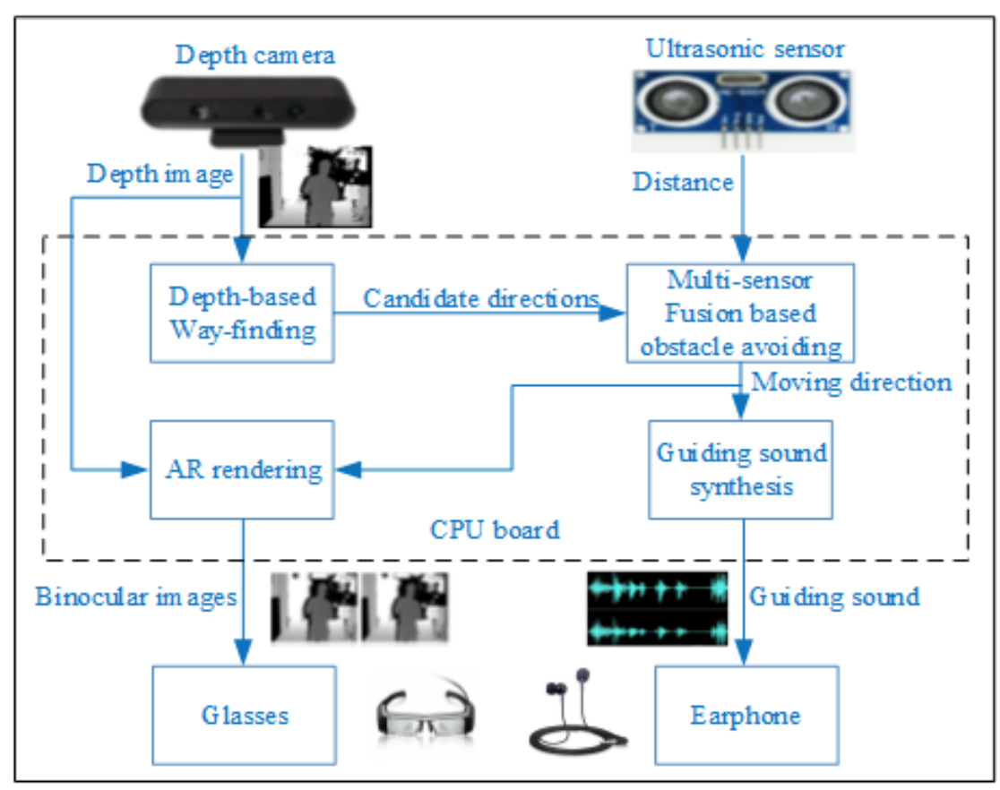 Depth camera
Ultrasonic sensor
Depth image
Distance
Depth-based
Way-finding
Candidate directions
Multi-sensor
Fusion based
obstacle avoiding
Moving direction
AR rendering
Guiding sound
synthesis
CPU board
Binocular images
Guiding sound
Glasses
Earphone